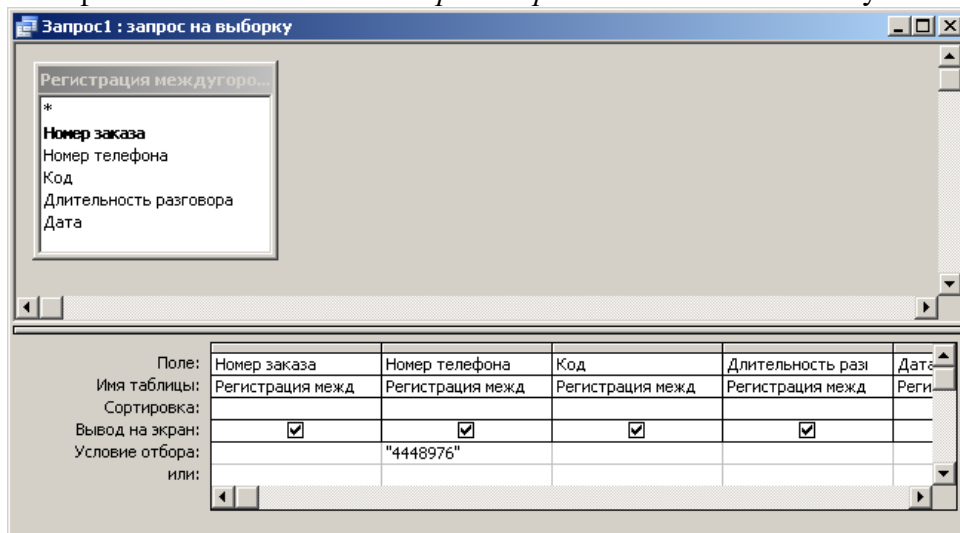 Запрос1 : запрос на выборку
Регистрация междугоро...
*
Номер заказа
Номер телефона
Код
Длительность разговора
Дата
Поле: Номер заказа Номер телефона Код Длительность разі Дата
Имя таблицы: Регистрация межд Регистрация межд Регистрация межд Регистрация межд Реги
Сортировка:
Вывод на экран:
Условие отбора: "4448976"
или: